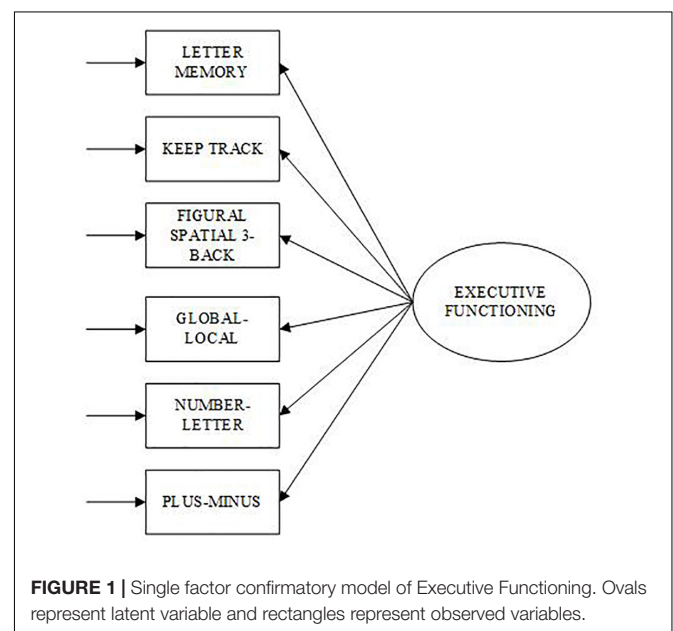 LETTER
MEMORY
KEEP TRACK
FIGURAL
SPATIAL 3-
BACK
GLOBAL-
LOCAL
NUMBER-
LETTER
PLUS-MINUS
EXECUTIVE
FUNCTIONING
FIGURE 1 | Single factor confirmatory model of Executive Functioning. Ovals
represent latent variable and rectangles represent observed variables.